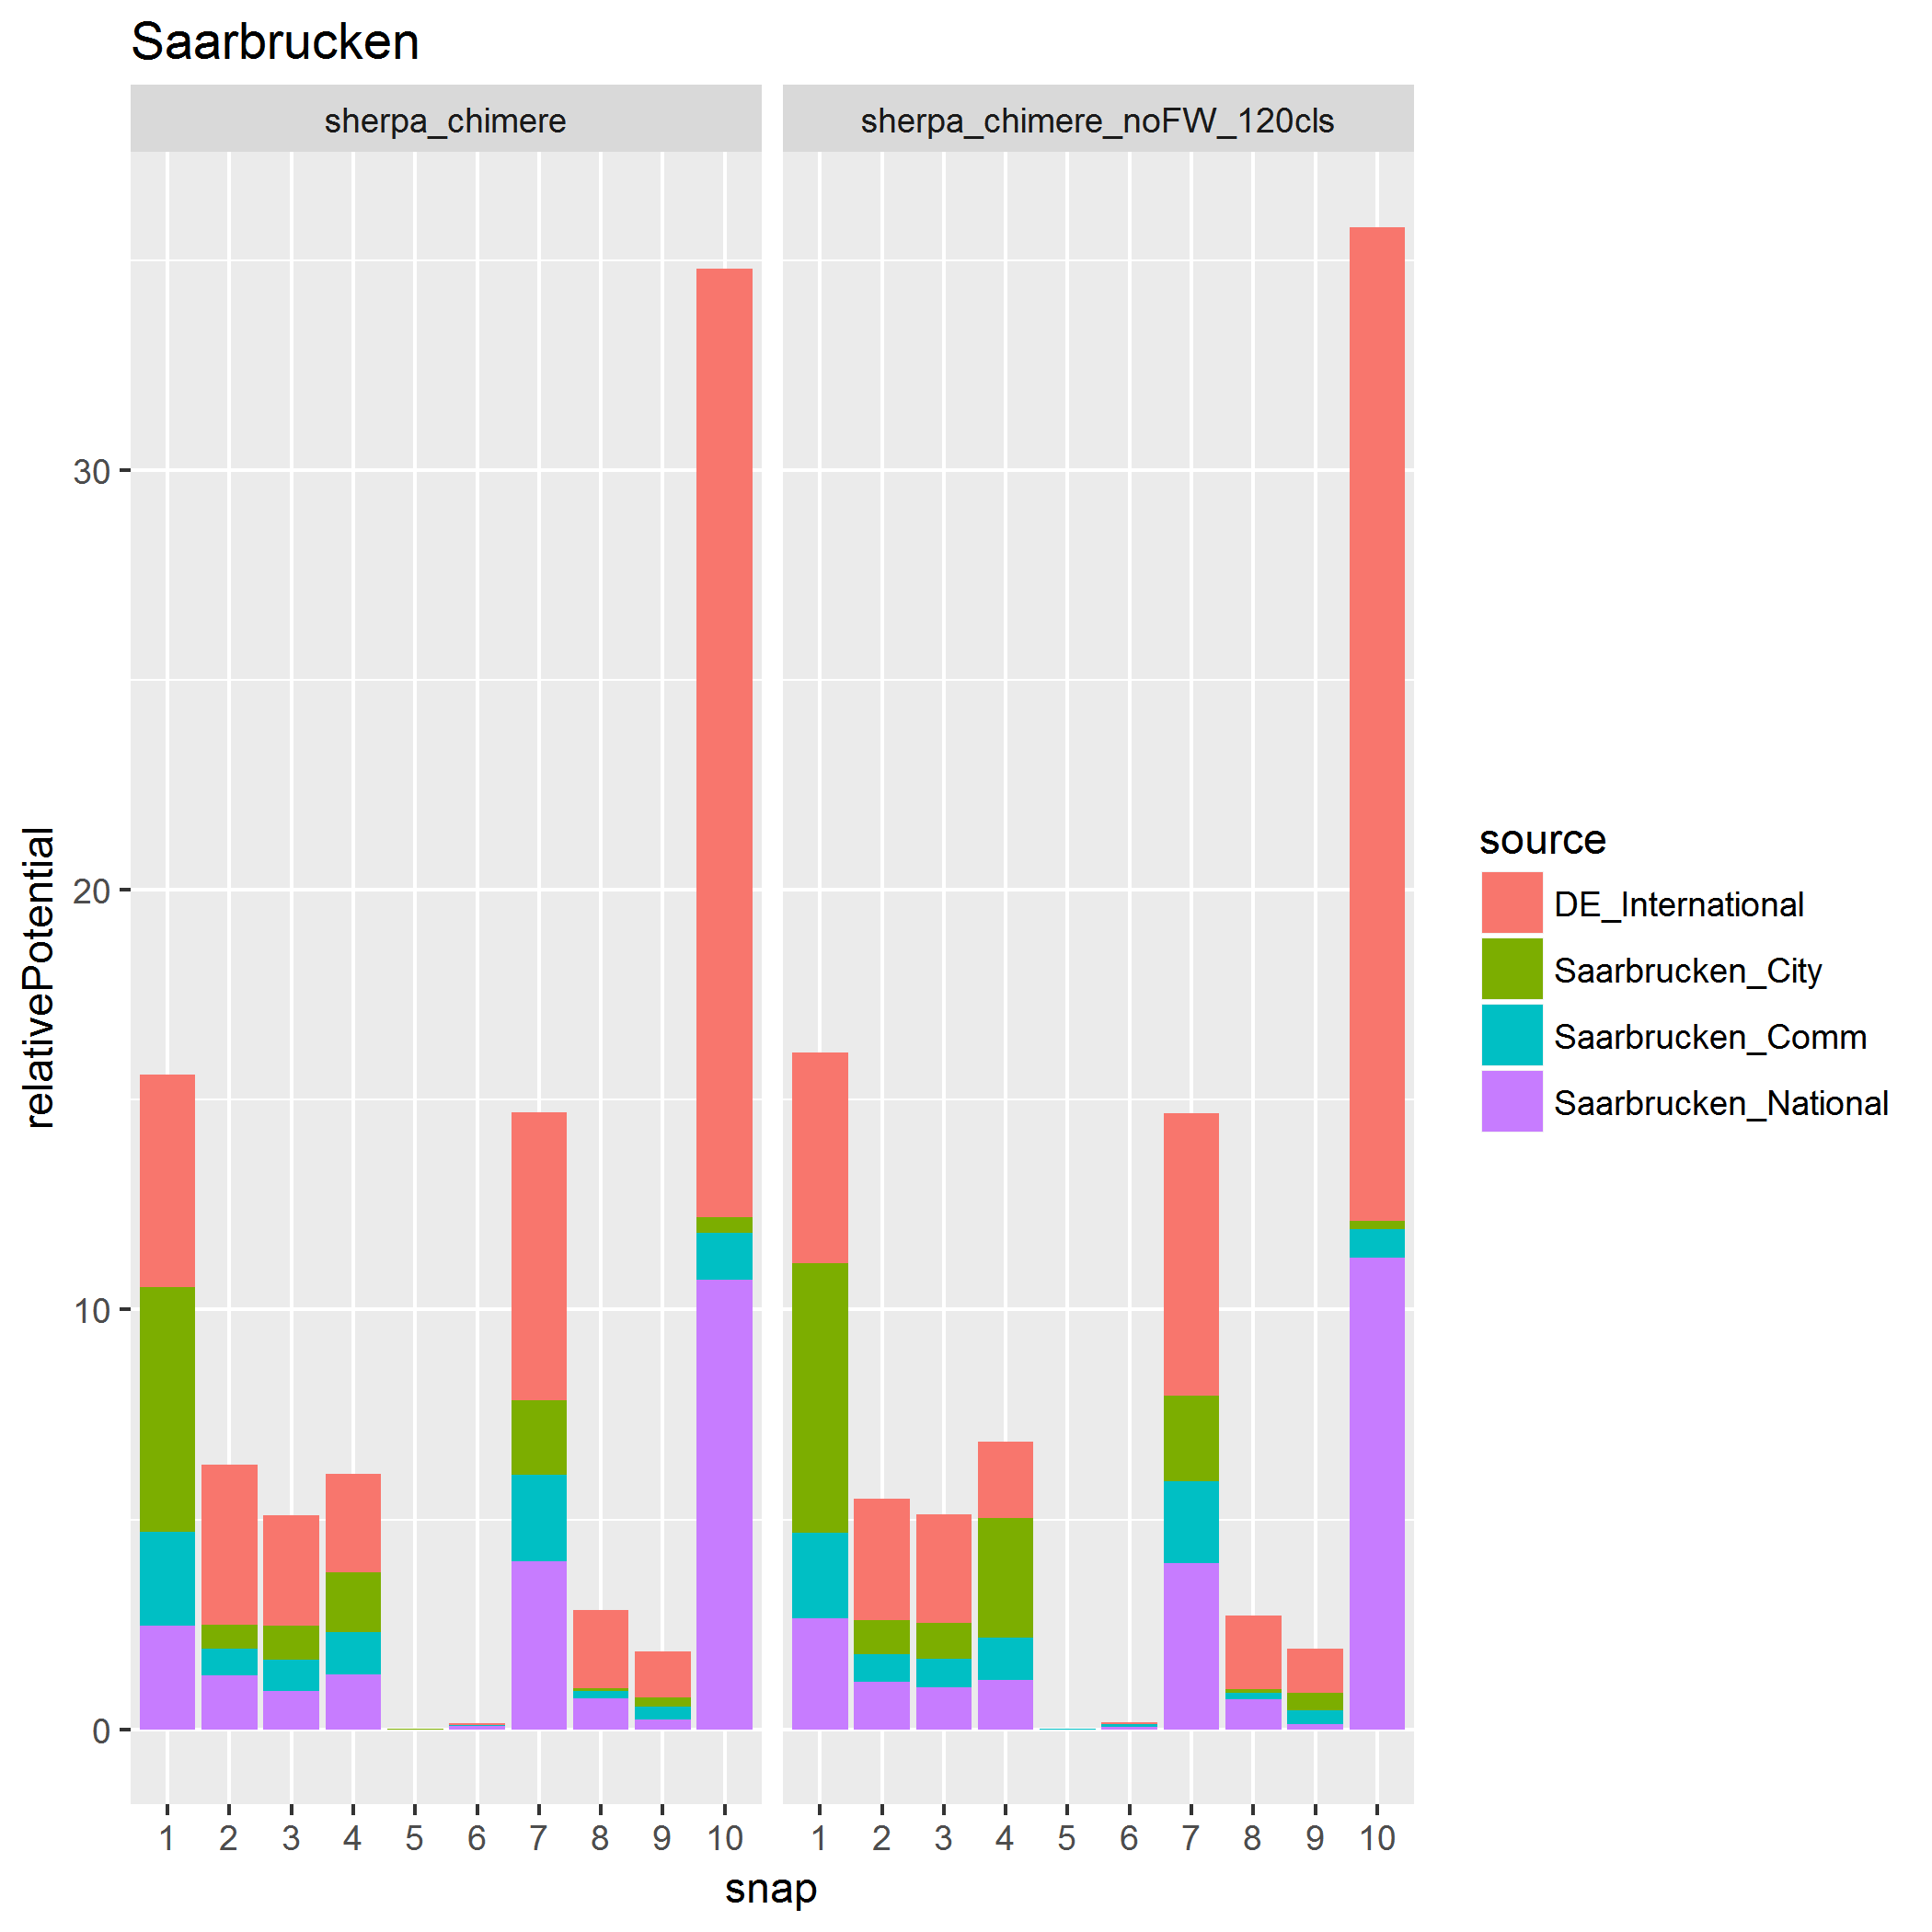 Saarbrucken
sherpa_chimere
sherpa_chimere_noFW_120cls
30
20
10
0
relativePotential
1 2 3 4 5 6 7 8 9 10
1 2 3 4 5 6 7 8 9 10
snap
source
DE_International
Saarbrucken_City
Saarbrucken_Comm
Saarbrucken_National